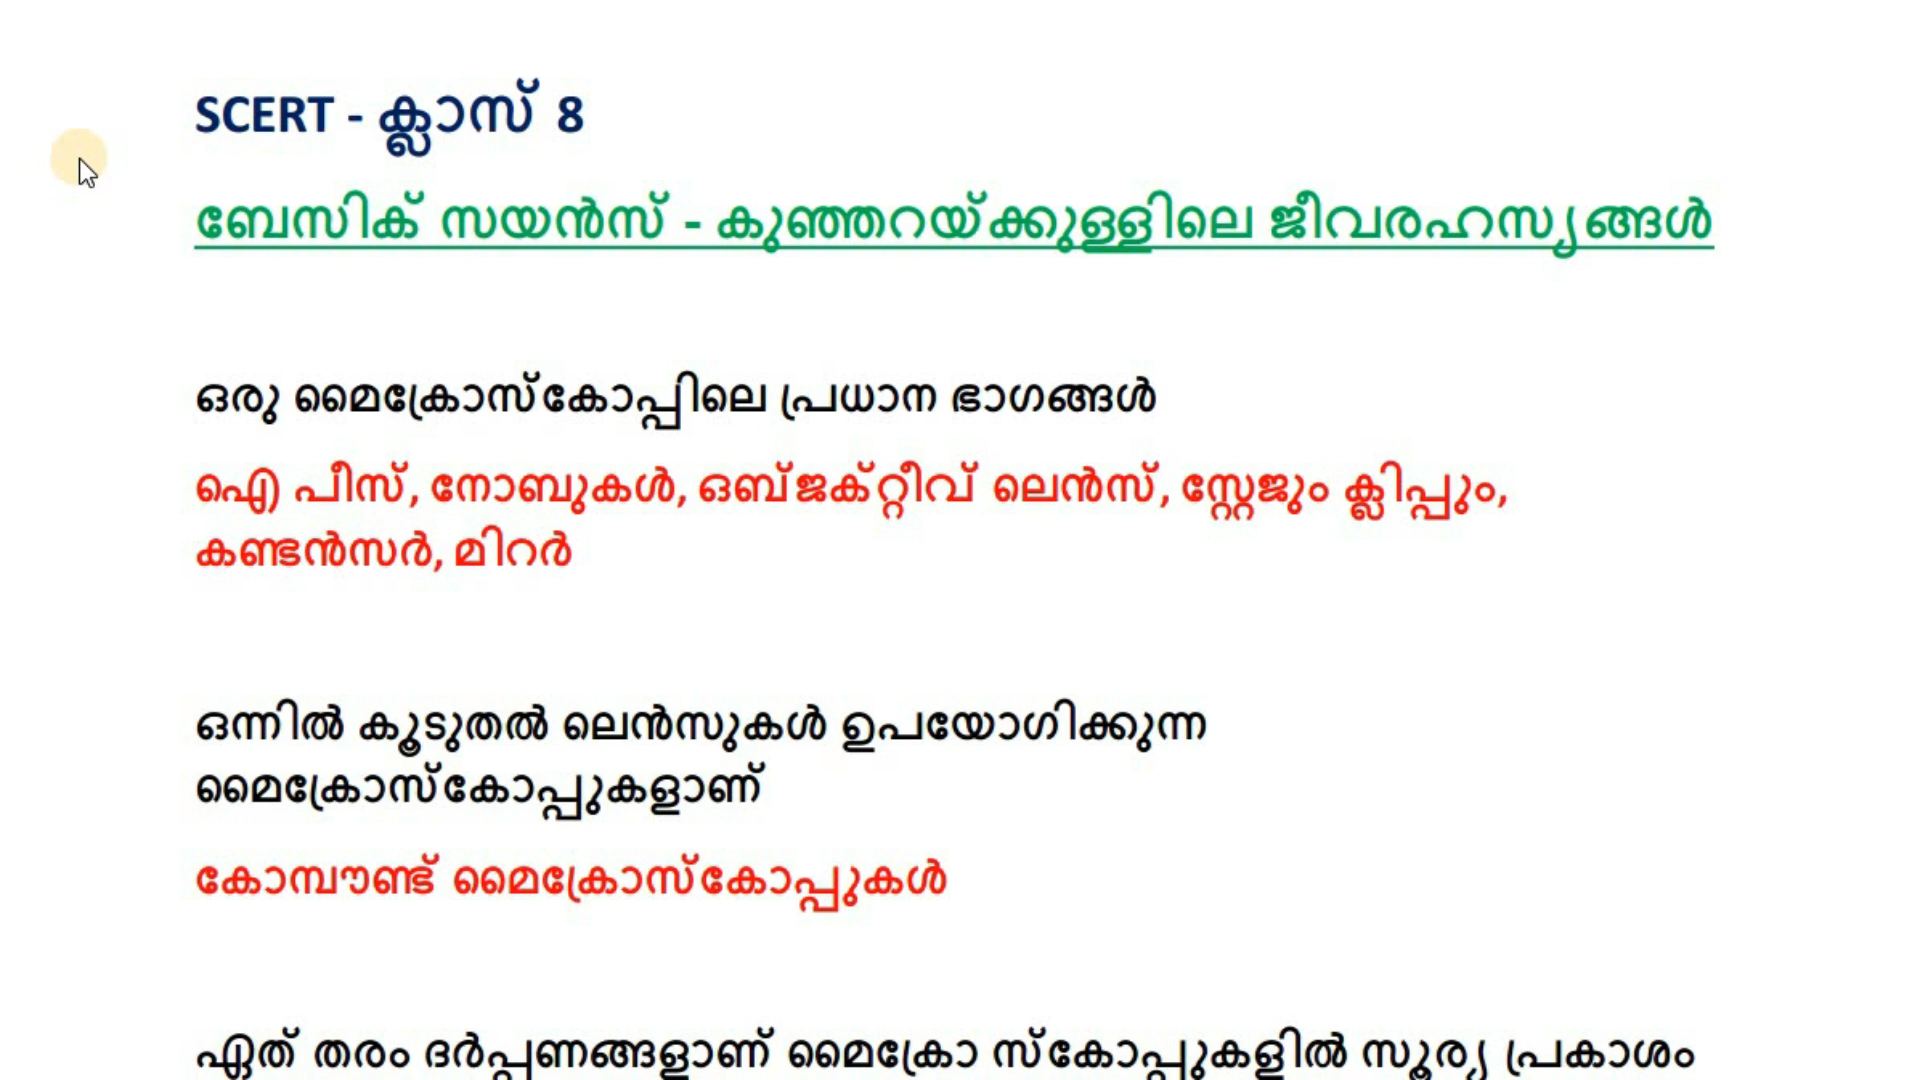 SCERT - ക്ലാസ് 8
ബേസിക് സയൻസ് - കുഞ്ഞറയ്ക്കുള്ളിലെ ജീവരഹസ്യങ്ങൾ
ഒരു മൈക്രോസ്കോപ്പിലെ പ്രധാന ഭാഗങ്ങൾ
ഐ പീസ്, നോബുകൾ, ഒബ്ജക്റ്റീവ് ലെൻസ്, സ്റ്റേജും ക്ലിപ്പും,
കണ്ടൻസർ, മിറർ
ഒന്നിൽ കൂടുതൽ ലെൻസുകൾ ഉപയോഗിക്കുന്ന
മൈക്രോസ്കോപ്പുകളാണ്
കോമ്പൗണ്ട് മൈക്രോസ്കോപ്പുകൾ
ഏത് തരം ദർപ്പണങ്ങളാണ് മൈക്രോ സ്കോപ്പുകളിൽ സൂര്യ പ്രകാശം